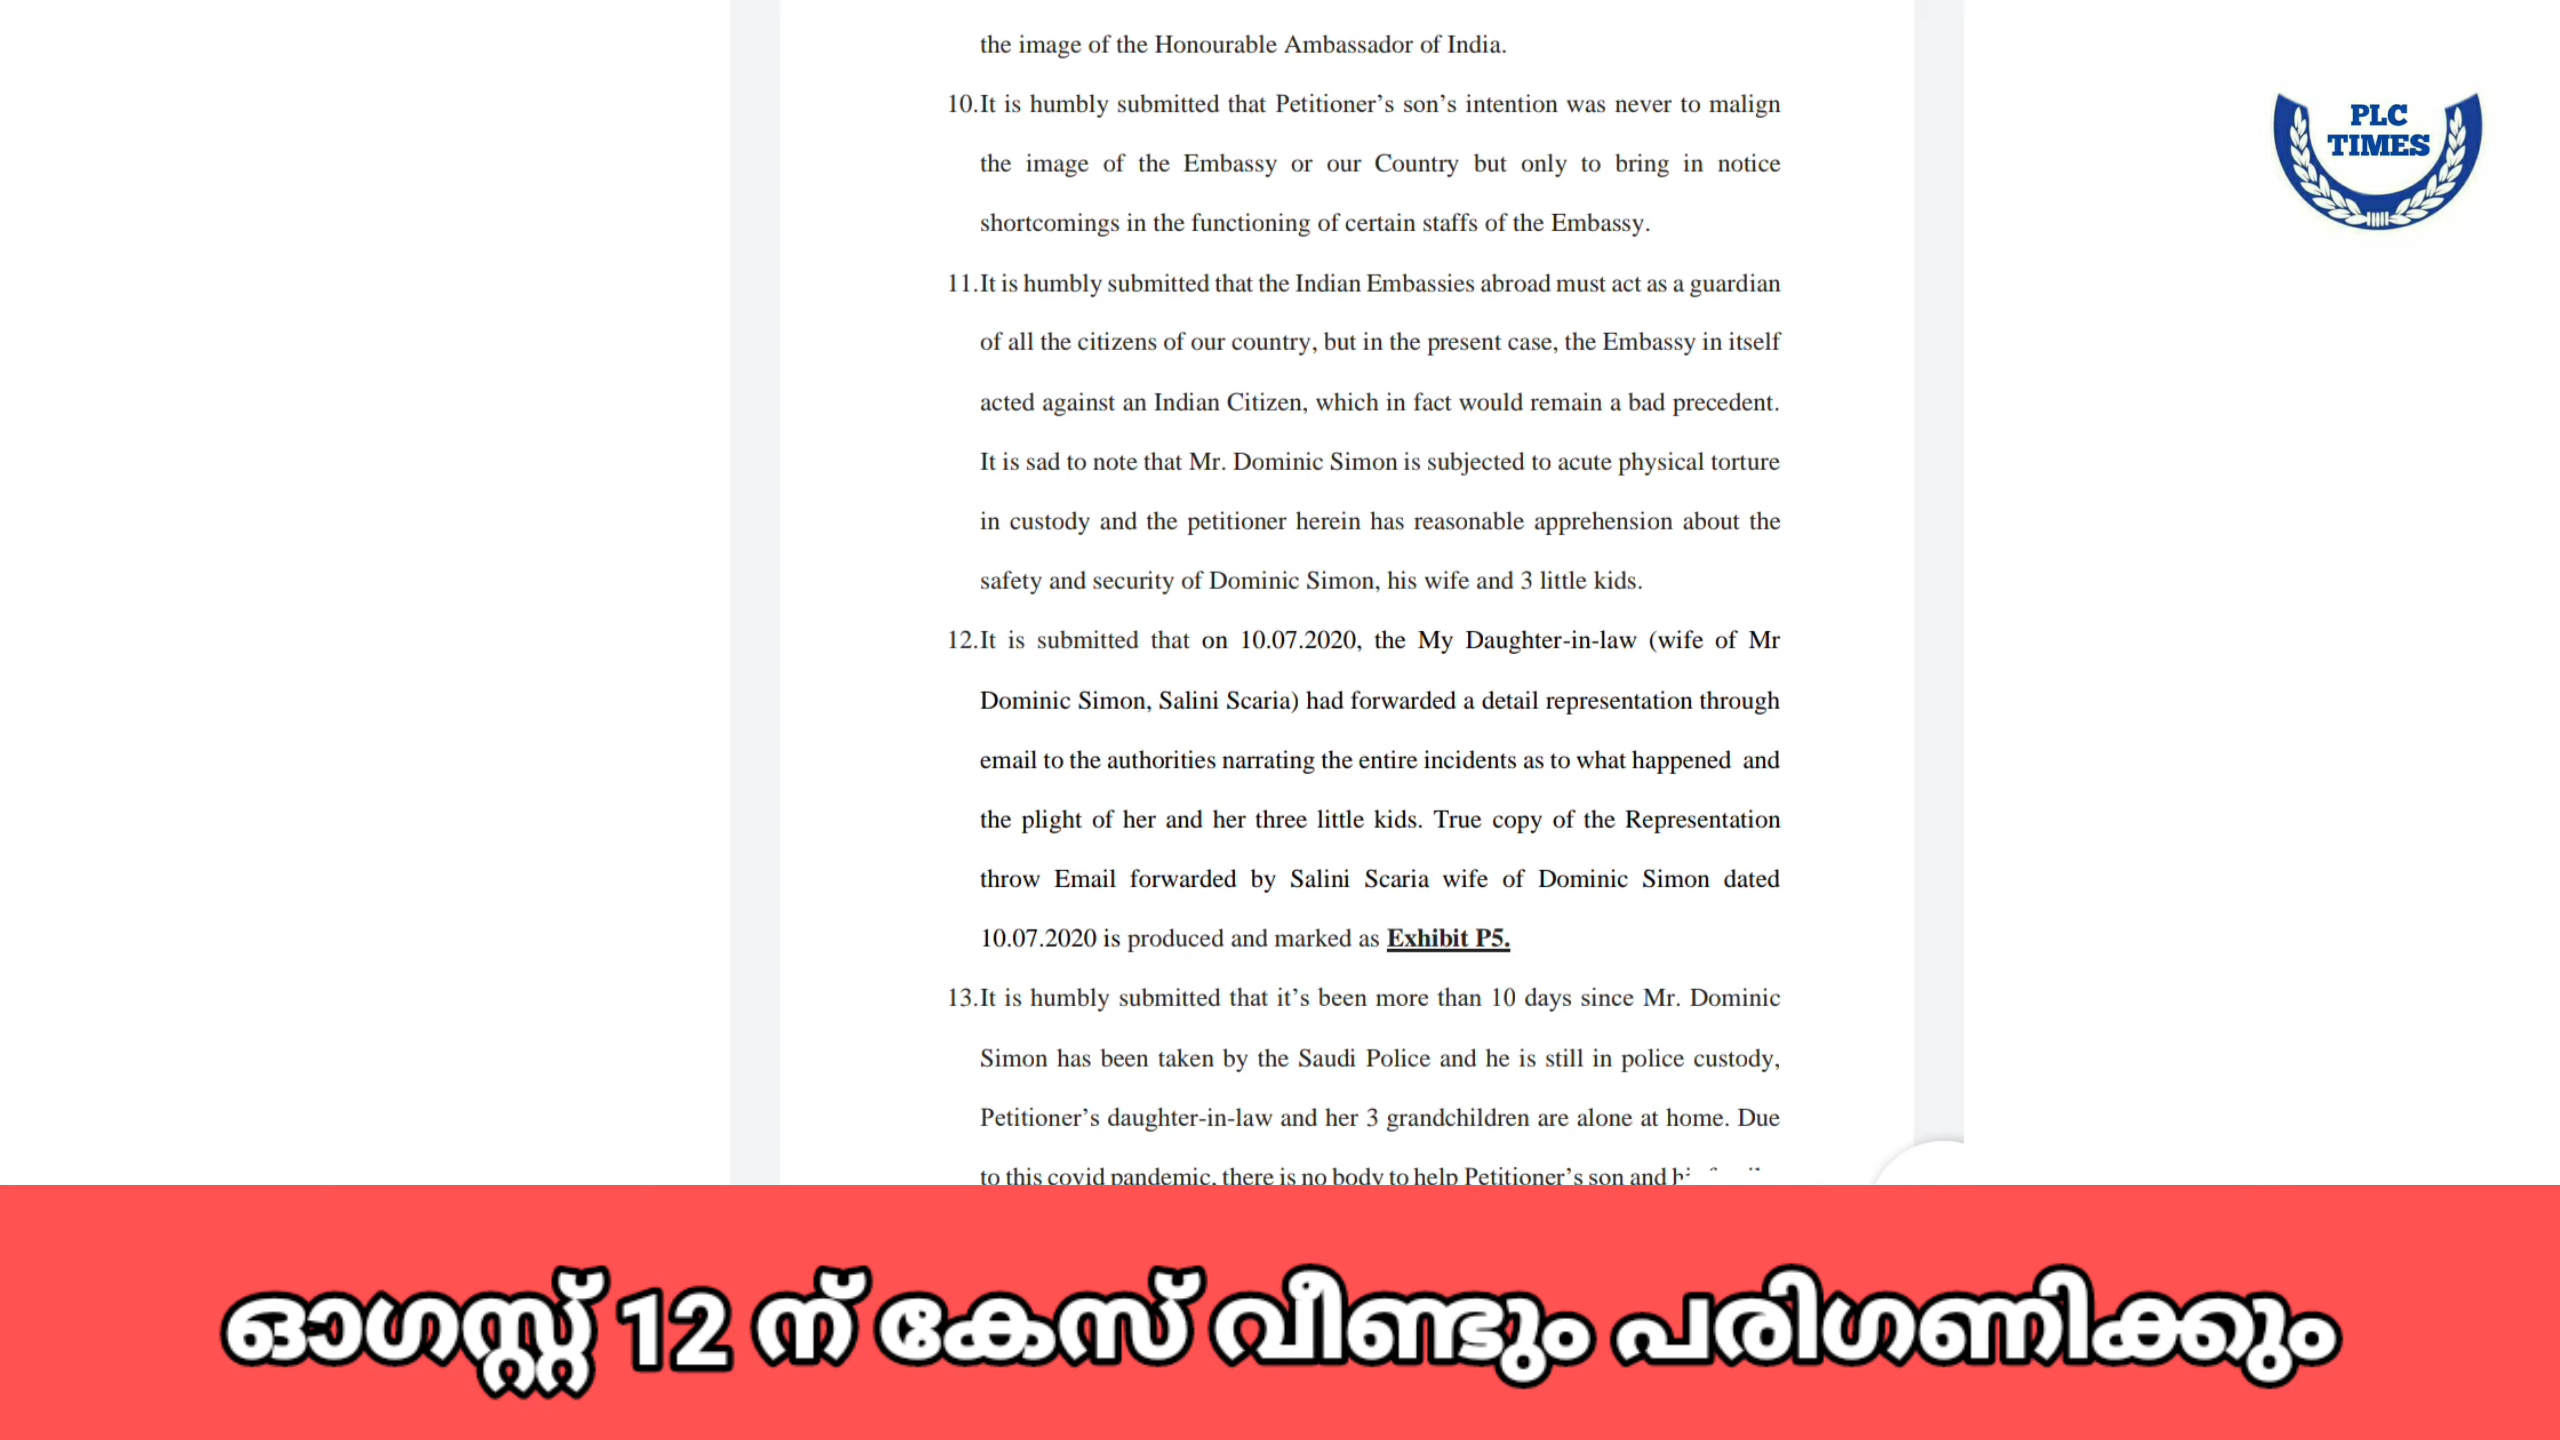 the image of the Honourable Ambassador of India.
10.It is humbly submitted that Petitioner’s son’s intention was never to malign
the image of the Embassy or our Country but only to bring in notice
shortcomings in the functioning of certain staffs of the Embassy.
11.It is humbly submitted that the Indian Embassies abroad must act as a guardian
of all the citizens of our country, but in the present case, the Embassy in itself
acted against an Indian Citizen, which in fact would remain a bad precedent.
It is sad to note that Mr. Dominic Simon is subjected to acute physical torture
in custody and the petitioner herein has reasonable apprehension about the
safety and security of Dominic Simon, his wife and 3 little kids.
12.It is submitted that on 10.07.2020, the My Daughter-in-law (wife of Mr
Dominic Simon, Salini Scaria) had forwarded a detail representation through
email to the authorities narrating the entire incidents as to what happened and
the plight of her and her three little kids. True copy of the Representation
throw Email forwarded by Salini Scaria wife of Dominic Simon dated
10.07.2020 is produced and marked as Exhibit P5.
13.It is humbly submitted that it’s been more than 10 days since Mr. Dominic
Simon has been taken by the Saudi Police and he is still in police custody,
Petitioner’s daughter-in-law and her 3 grandchildren are alone at home. Due
to this covid pandemic, there is no body to help Petitioner’s son and
PLC
TIMES
ഓഗസ്റ്റ് 12 ന് കേസ് വീണ്ടും പരിഗണിക്കും